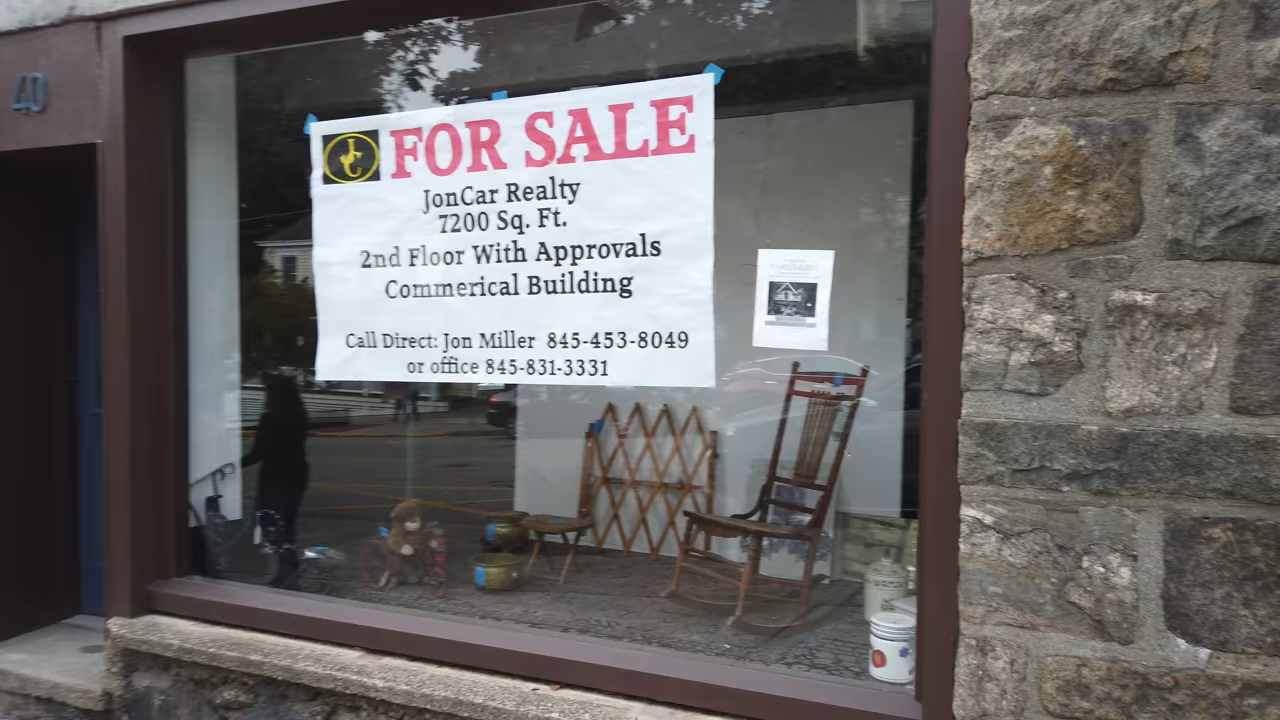 40
JC
FOR SALE
JonCar Realty
7200 Sq. Ft.
2nd Floor With Approvals
Commerical Building
Call Direct: Jon Miller 845-453-8049
or office 845-831-3331